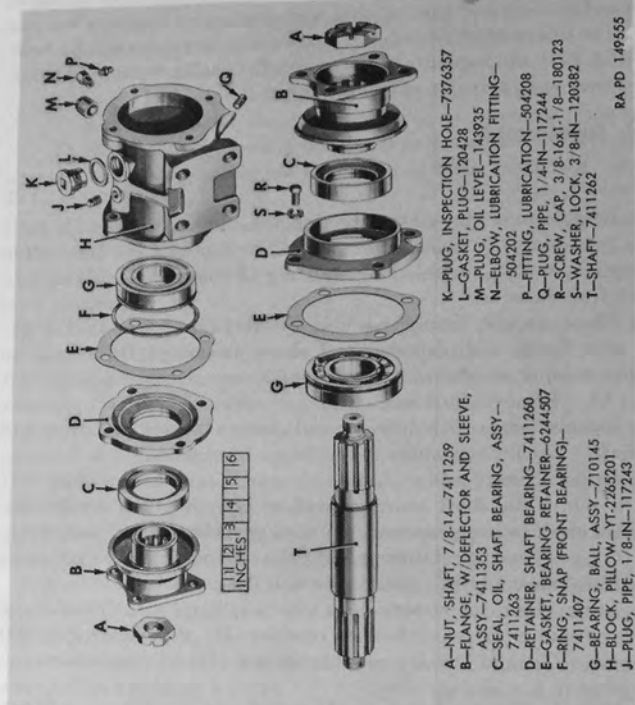 A
B
C
D
E
F
G
H
J
K
L
M
N
P
Q
1 2 3 4 5 6
INCHES
T
G
E
D
S
R
C
B
A
A—NUT, SHAFT, 7/8-14—7411259
B—FLANGE, W/DEFLECTOR AND SLEEVE,
ASSY—7411353
C—SEAL, OIL, SHAFT BEARING, ASSY—
7411263
D—RETAINER, SHAFT BEARING—7411260
E—GASKET, BEARING RETAINER—6244507
F—RING, SNAP (FRONT BEARING)—
7411407
G—BEARING, BALL, ASSY—710145
H—BLOCK, PILLOW—YT-2265201
J—PLUG, PIPE, 1/8-IN—117243
K—PLUG, INSPECTION HOLE—7376357
L—GASKET, PLUG—120428
M—PLUG, OIL LEVEL—143935
N—ELBOW, LUBRICATION FITTING—
504202
P—FITTING, LUBRICATION—504208
Q—PLUG, PIPE, 1/4-IN—117244
R—SCREW, CAP, 3/8-16x1-1/8—180123
S—WASHER, LOCK, 3/8-IN—120382
T—SHAFT—7411262
RA PD 149555